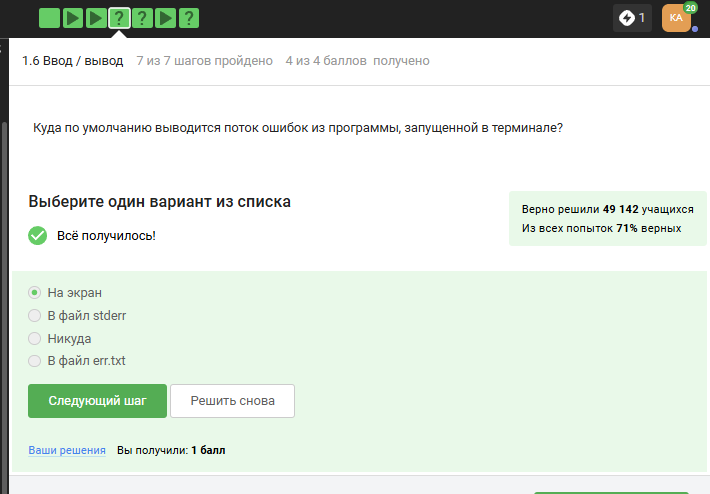 ? ? ?
1
KA
20
1.6 Ввод / вывод 7 из 7 шагов пройдено 4 из 4 баллов получено
Куда по умолчанию выводится поток ошибок из программы, запущенной в терминале?
Выберите один вариант из списка
Верно решили 49 142 учащихся
Из всех попыток 71% верных
Всё получилось!
На экран
В файл stderr
Никуда
В файл err.txt
Следующий шаг Решить снова
Ваши решения Вы получили: 1 балл